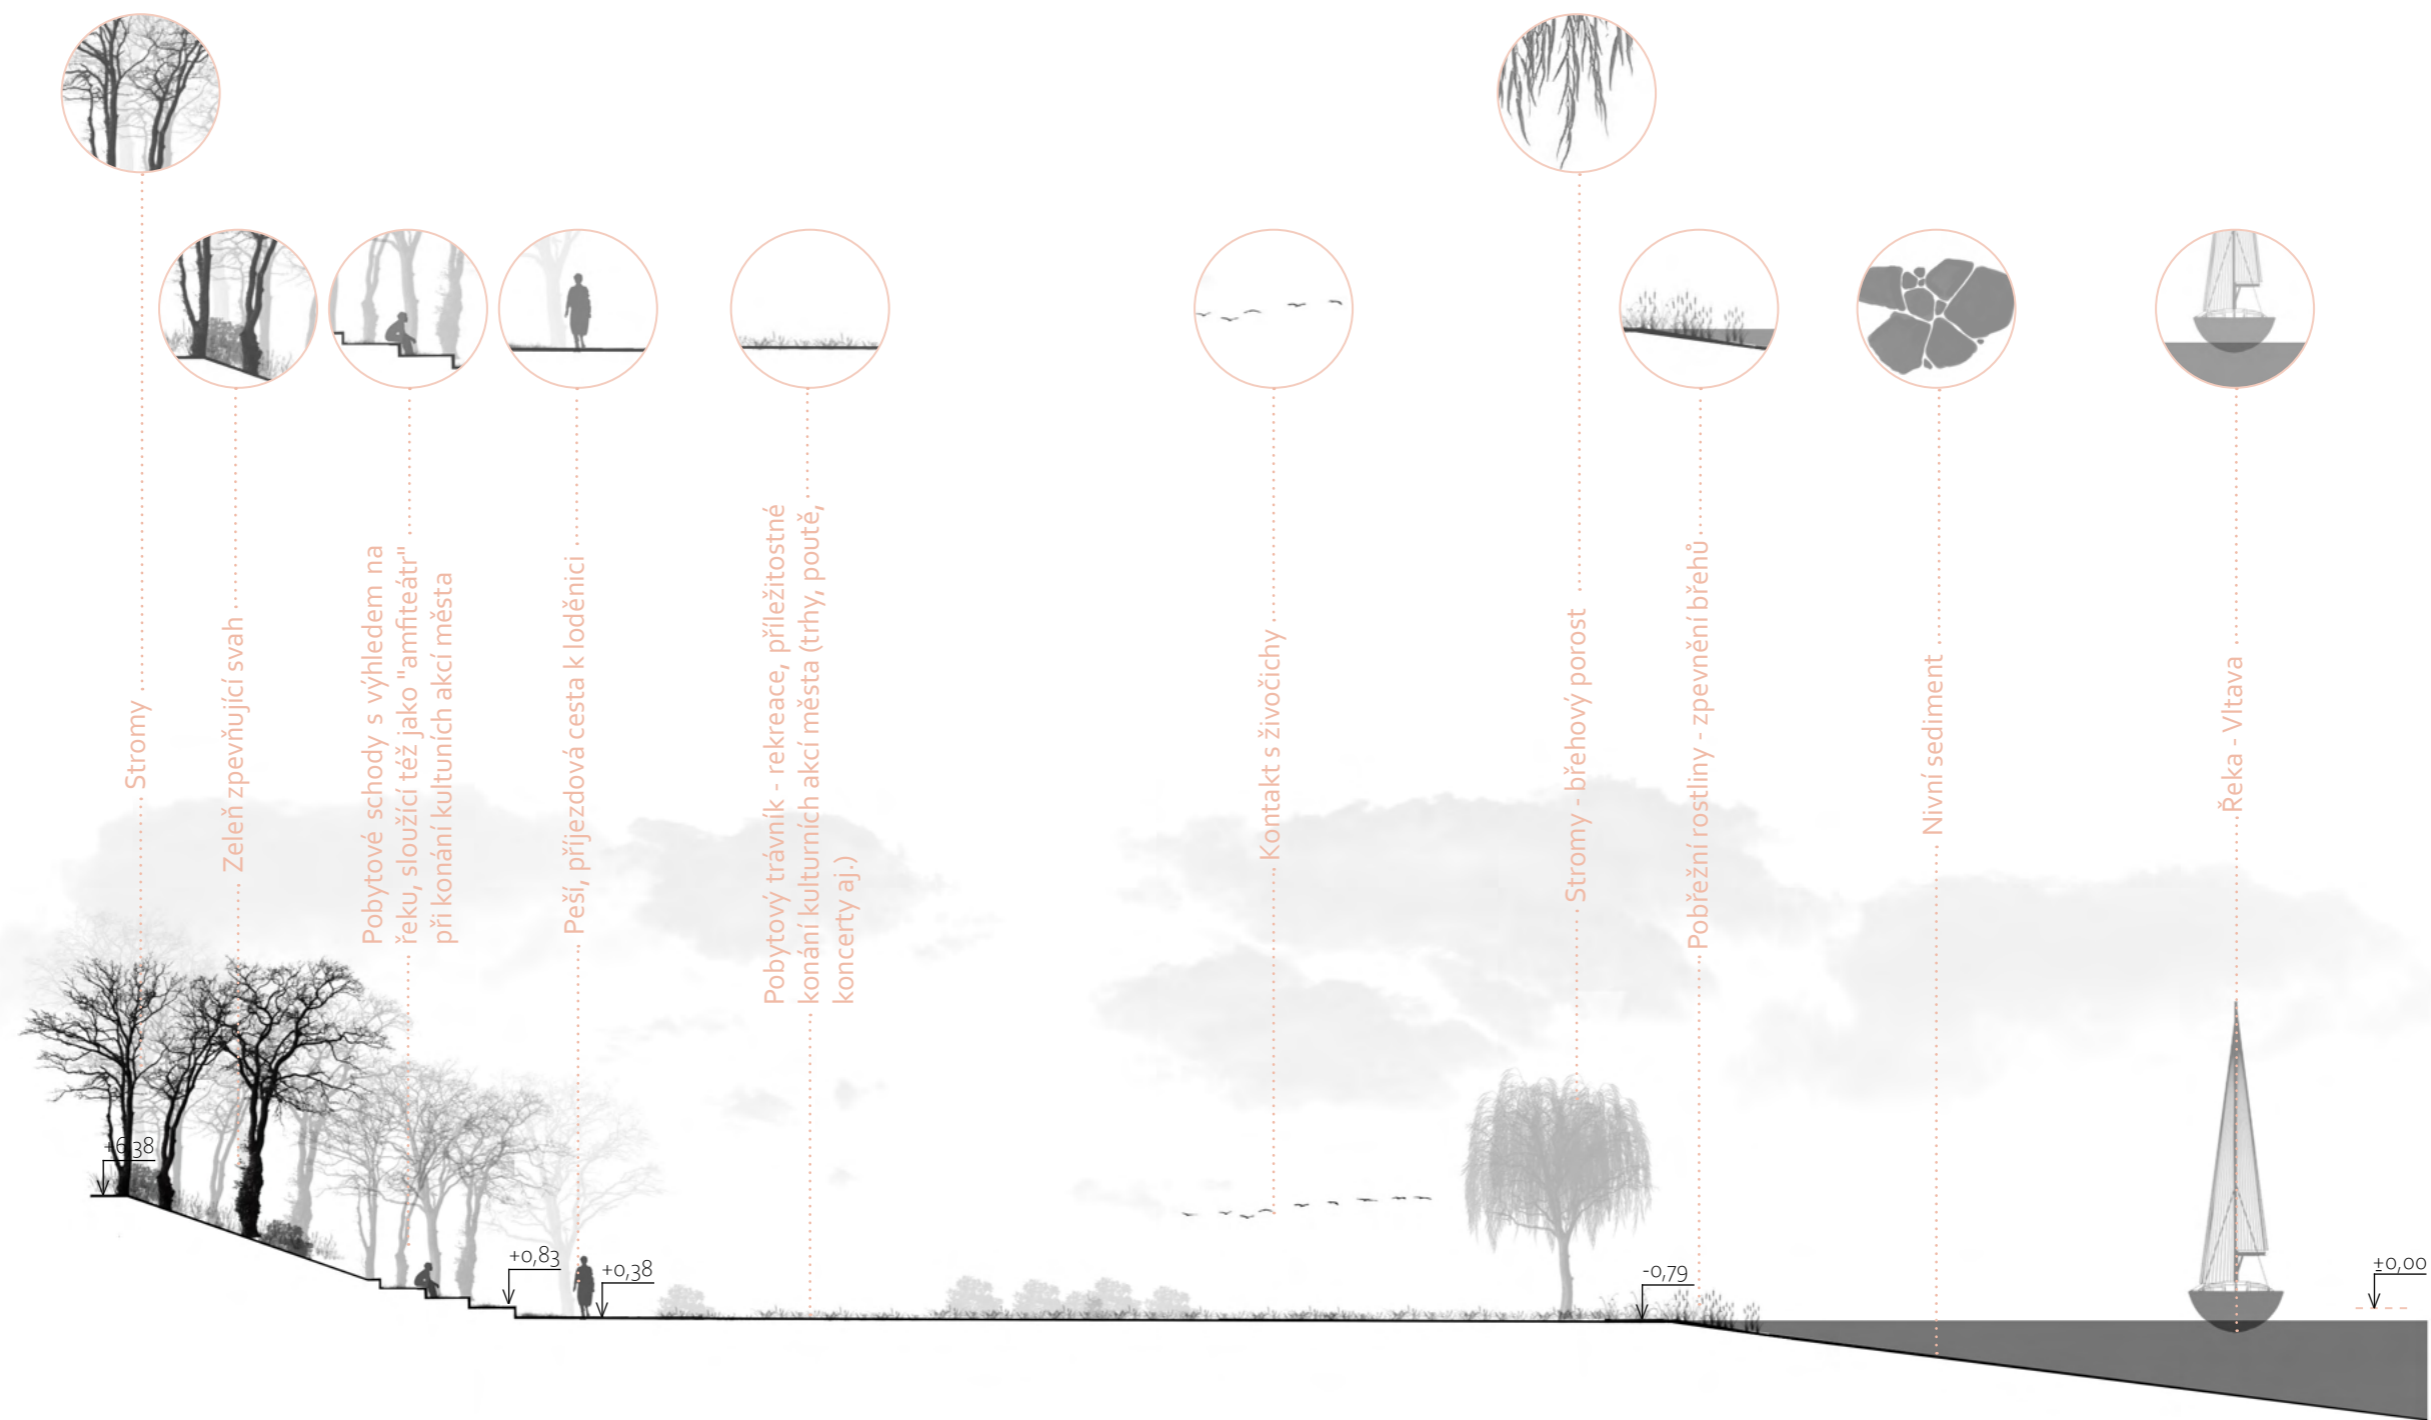 Stromy
Zeleň zpevňující svah
Pobytové schody s výhledem na
řeku, sloužící též jako "amfiteátr"
při konání kulturních akcí města
Peší, příjezdová cesta k loděnici
Pobytový trávník - rekreace, příležitostné
konání kulturních akcí města (trhy, poutě,
koncerty aj.)
Kontakt s živočichy
Stromy - břehový porost
Pobřežní rostliny - zpevnění břehů
Nivní sediment
Řeka - Vltava
+6,38
+0,83
+0,38
-0,79
±0,00